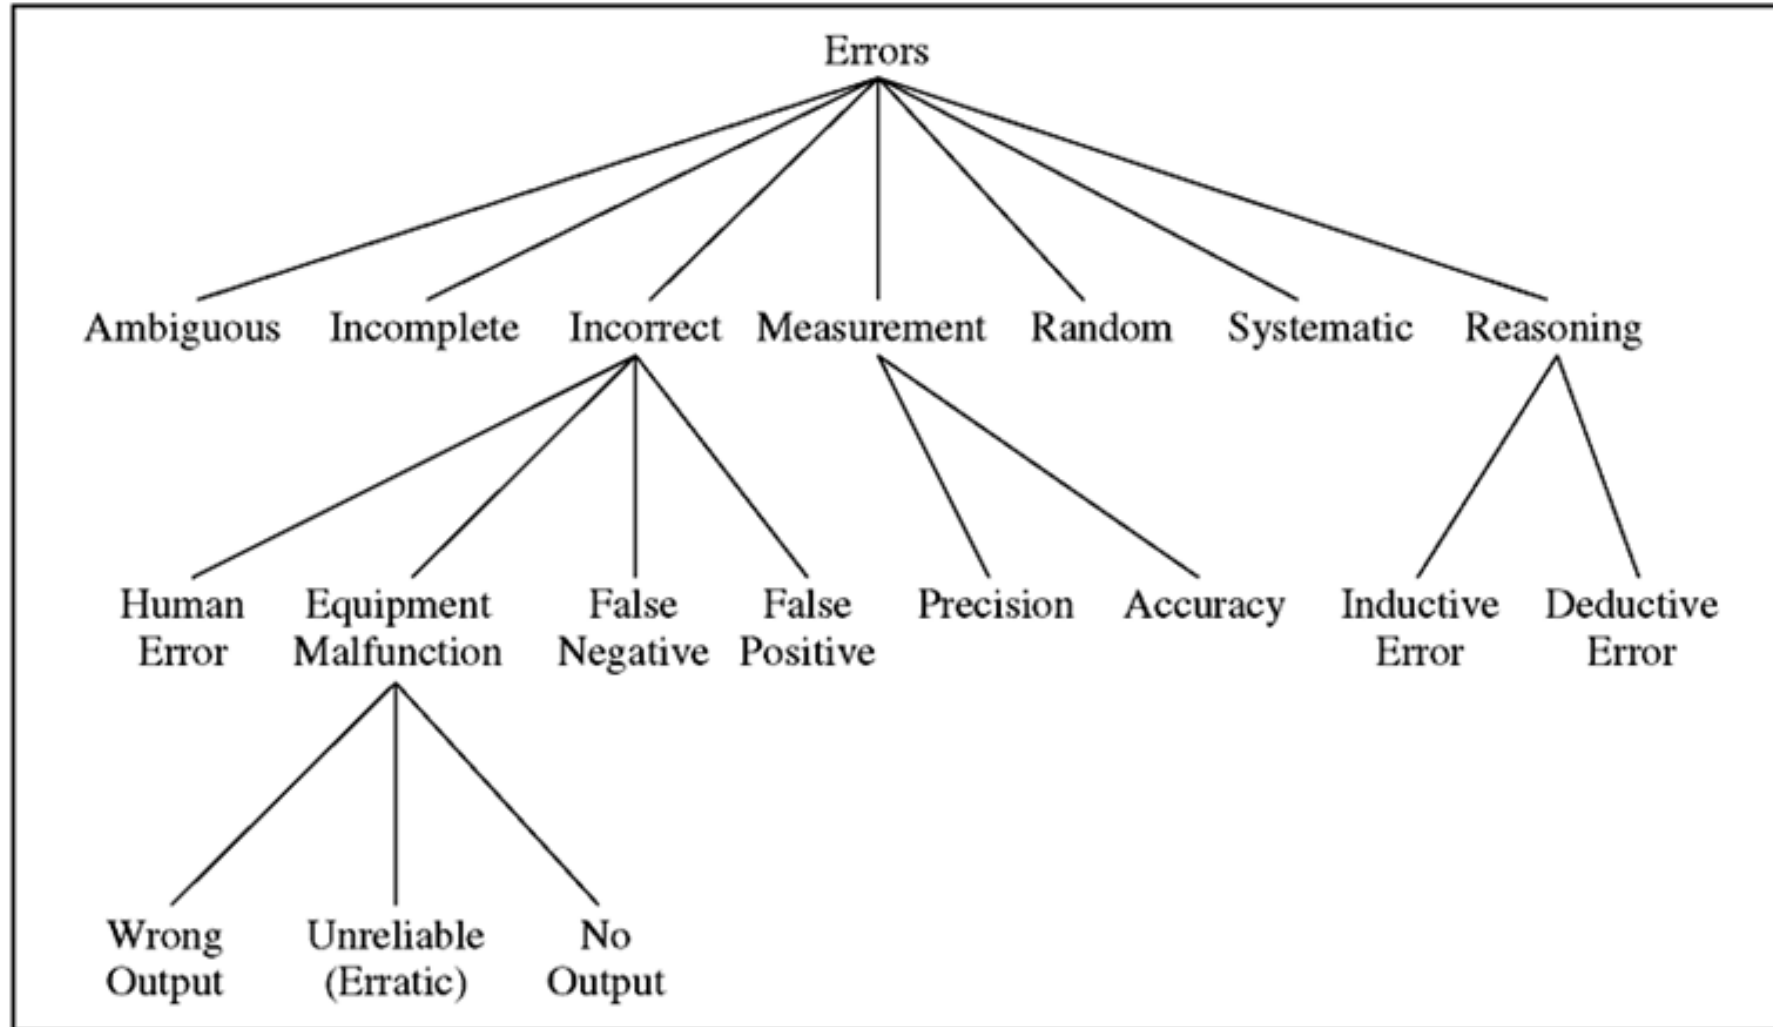 Errors
Ambiguous Incomplete Incorrect Measurement Random Systematic Reasoning
Human Equipment False False Precision Accuracy Inductive Deductive
Error Malfunction Negative Positive Error Error
Wrong Unreliable No
Output (Erratic) Output